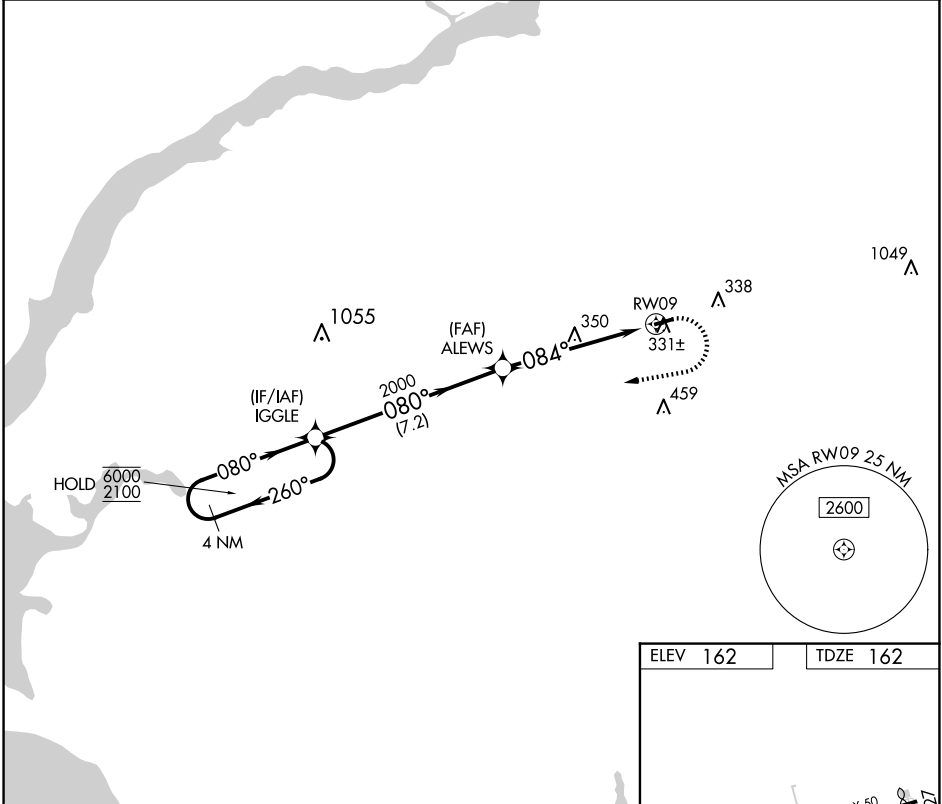 1049
338
RW09
1055
350
(FAF)
ALEWS
331±
084°
2000
080°
(7.2)
459
(IF/IAF)
IGGLE
080°
HOLD 6000
2100
260°
4 NM
MSA RW09 25 NM
2600
ELEV 162
TDZE 162